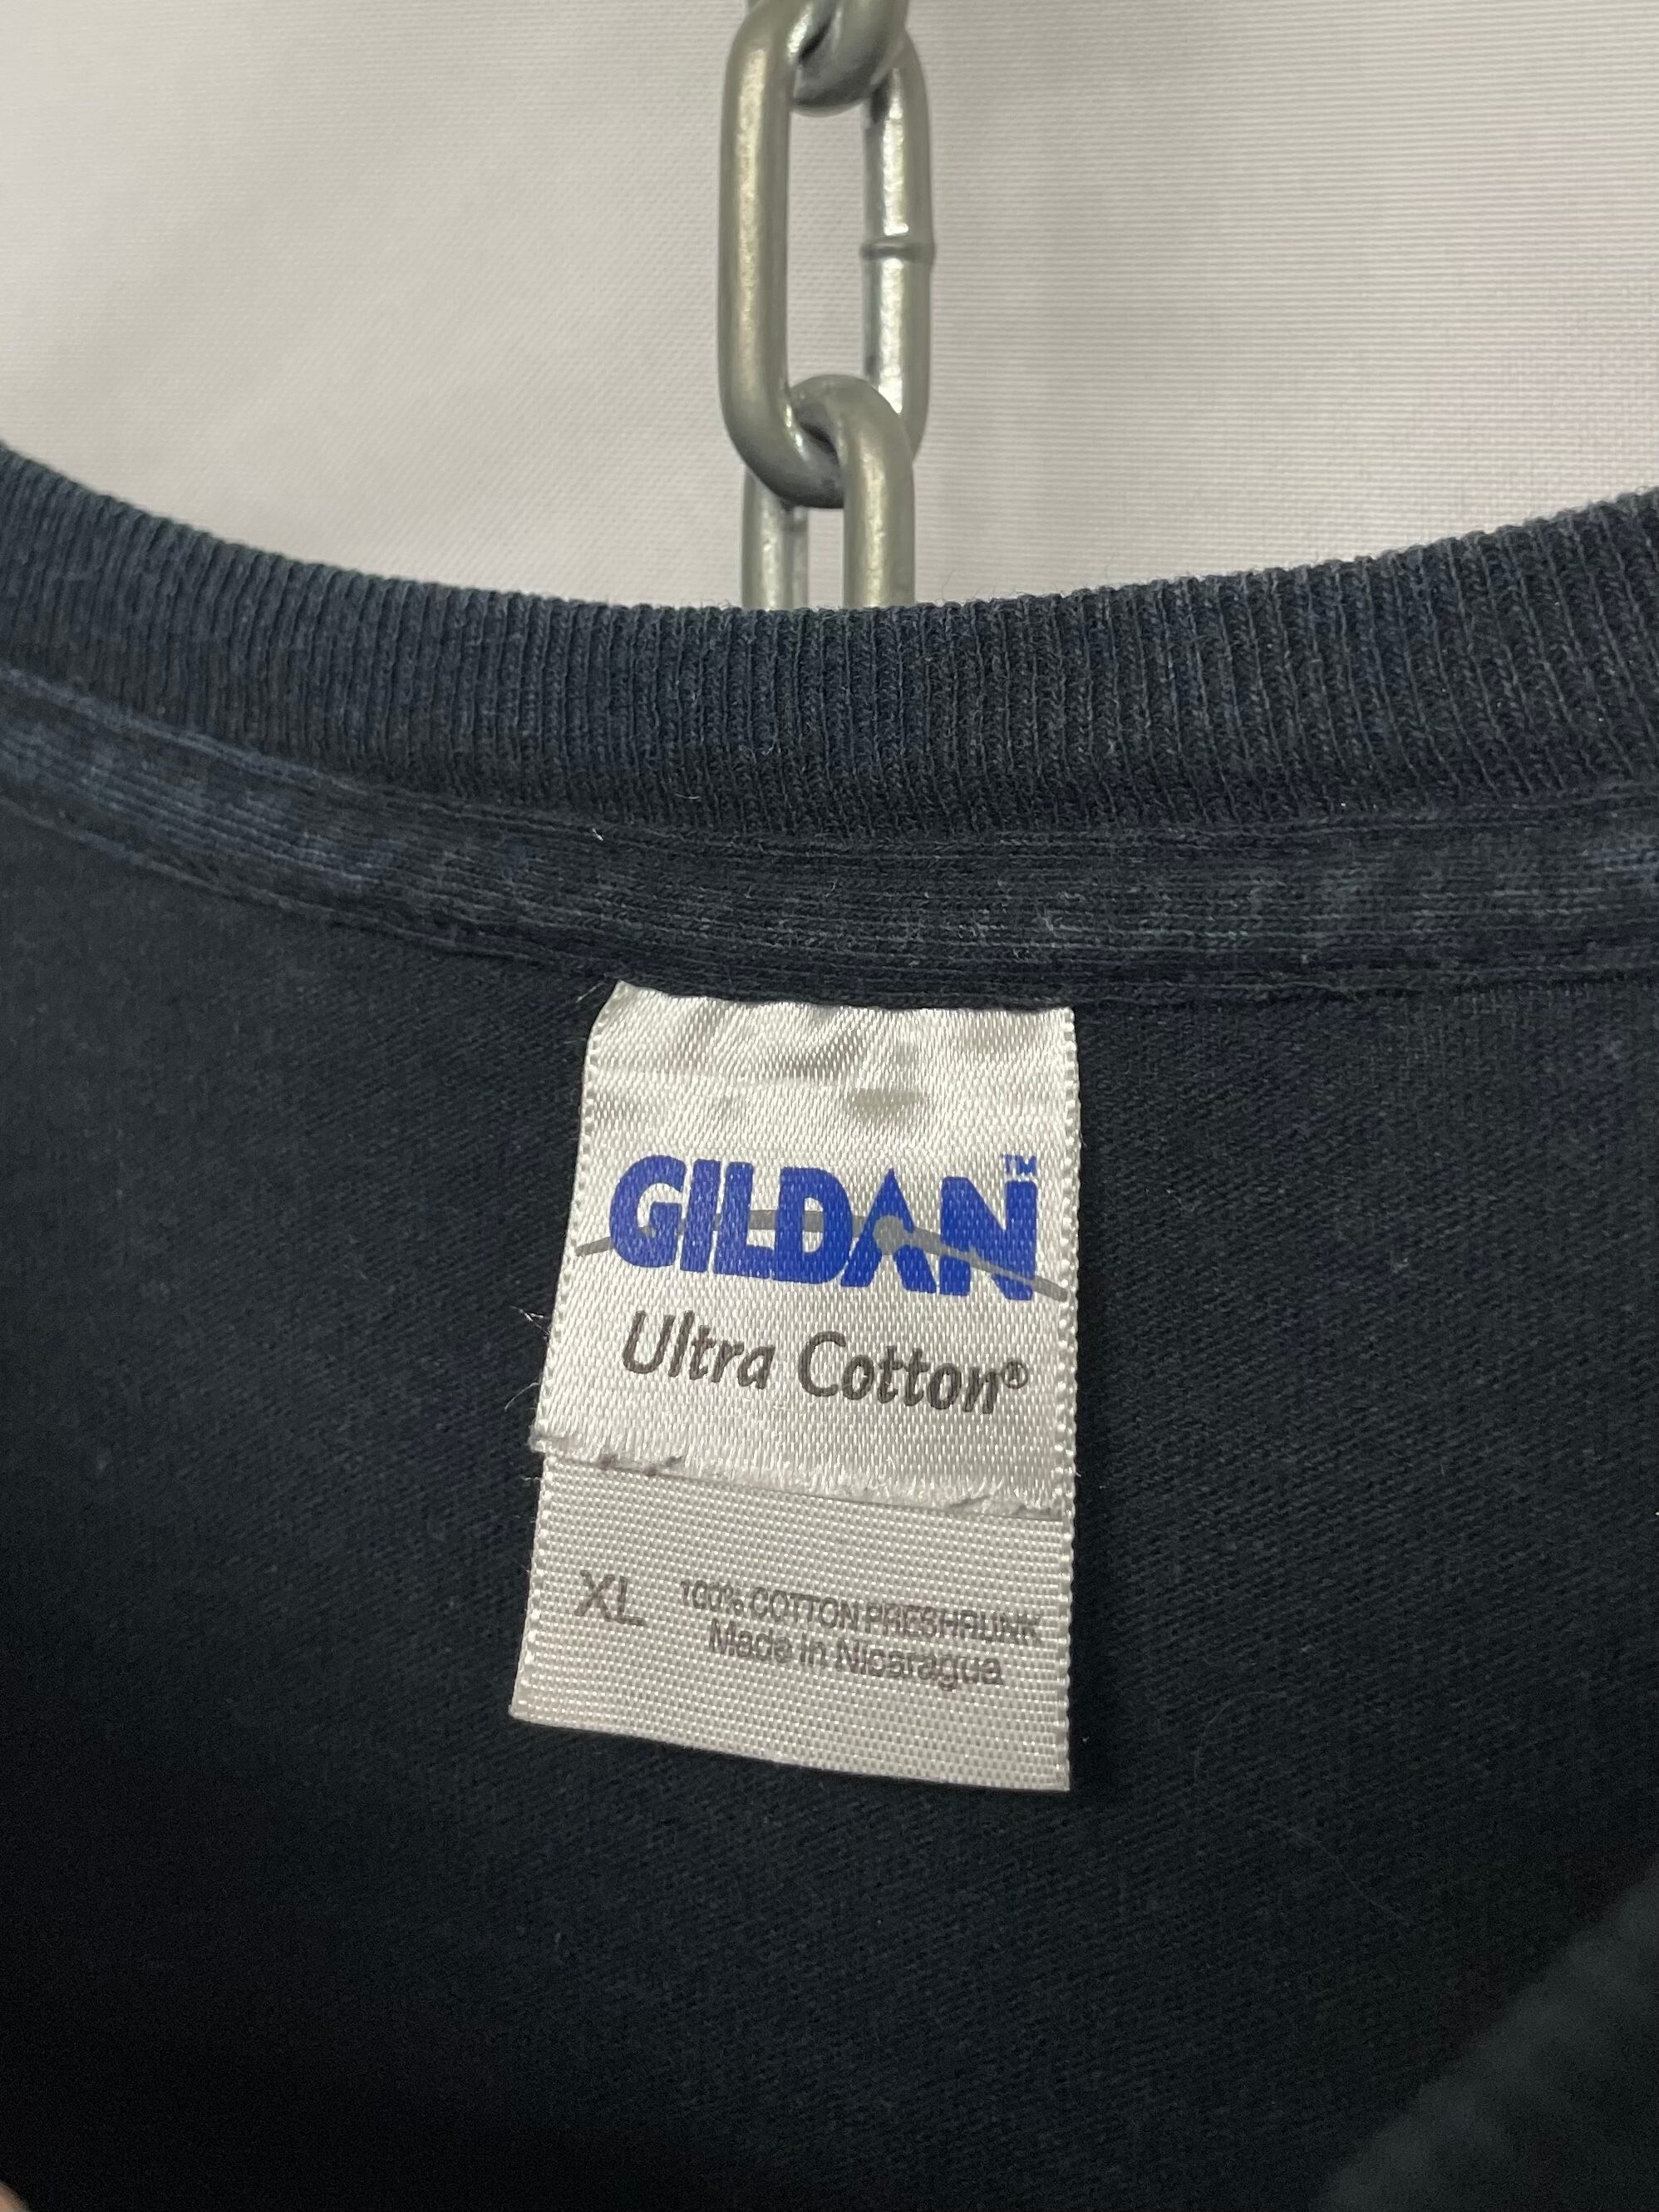 GILDAN™
Ultra Cotton®
XL 100% COTTON PRESHRUNK
Made in Nicaragua